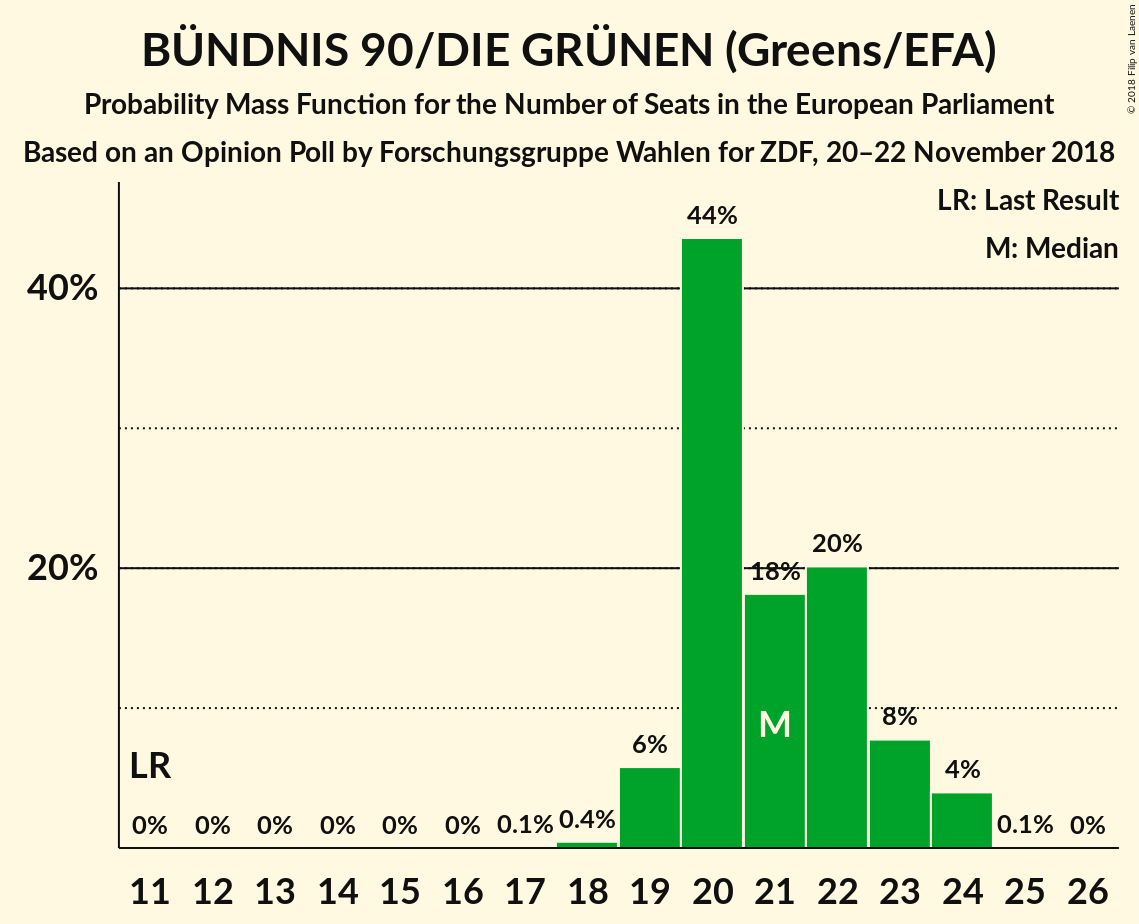 BÜNDNIS 90/DIE GRÜNEN (Greens/EFA)
Probability Mass Function for the Number of Seats in the European Parliament
Based on an Opinion Poll by Forschungsgruppe Wahlen for ZDF, 20–22 November 2018
© 2018 Filip van Laenen
LR: Last Result
M: Median
44%
40%
20%
18%
20%
M
8%
6%
4%
LR
0% 0% 0% 0% 0% 0% 0.1% 0.4% 0.1% 0%
11 12 13 14 15 16 17 18 19 20 21 22 23 24 25 26